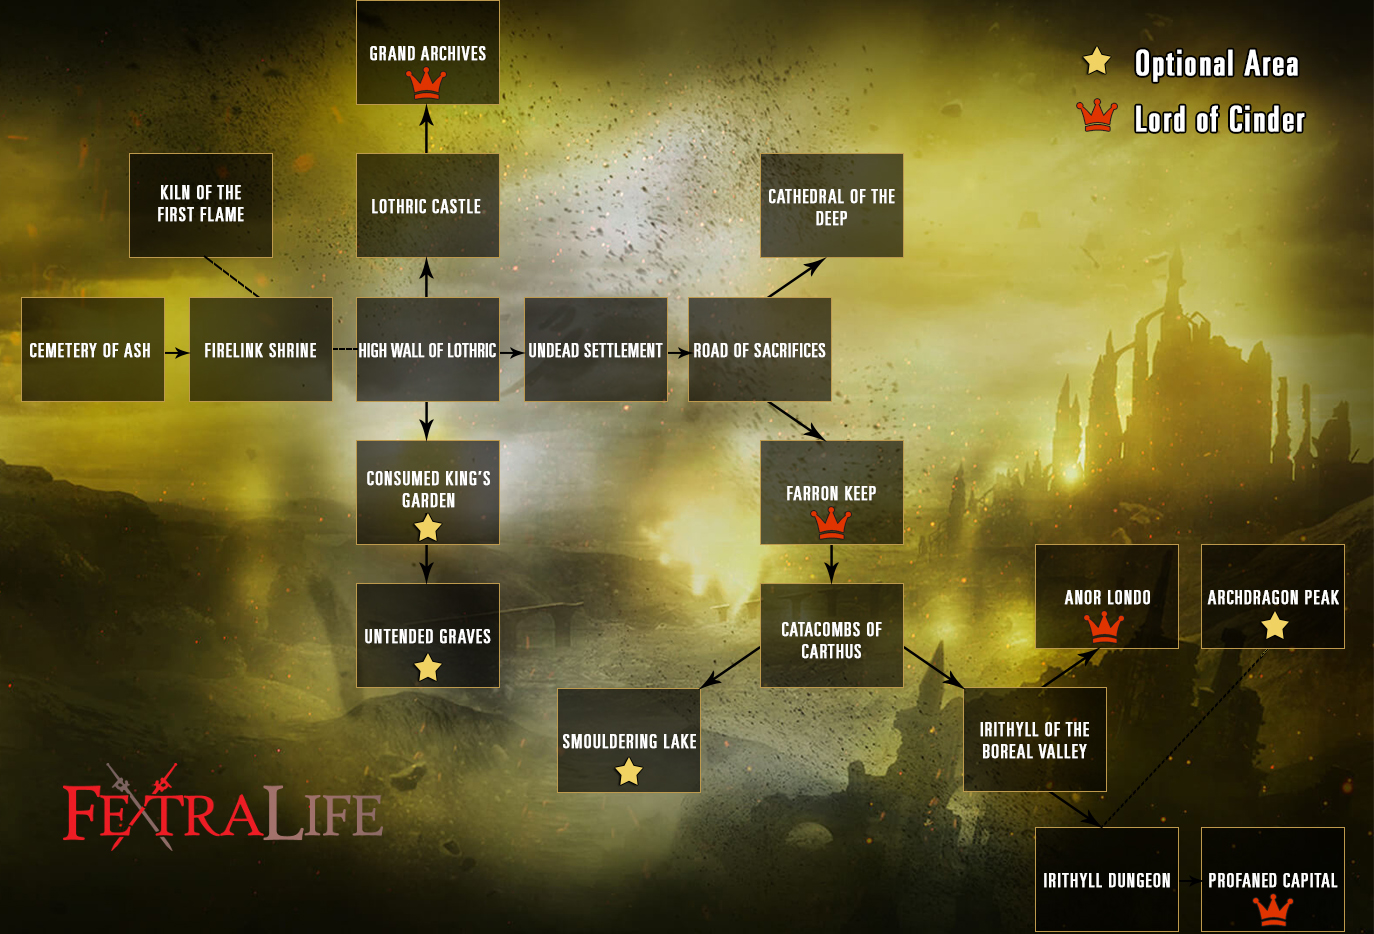 GRAND ARCHIVES
Optional Area
Lord of Cinder
KILN OF THE
FIRST FLAME
LOTHRIC CASTLE
CATHEDRAL OF THE
DEEP
CEMETERY OF ASH
FIRELINK SHRINE
HIGH WALL OF LOTHRIC
UNDEAD SETTLEMENT
ROAD OF SACRIFICES
CONSUMED KING'S
GARDEN
FARRON KEEP
UNTENDED GRAVES
CATACOMBS OF
CARTHUS
ANOR LONDO
ARCHDRAGON PEAK
SMOULDERING LAKE
IRITHYLL OF THE
BOREAL VALLEY
IRITHYLL DUNGEON
PROFANED CAPITAL
FEXTRALIFE